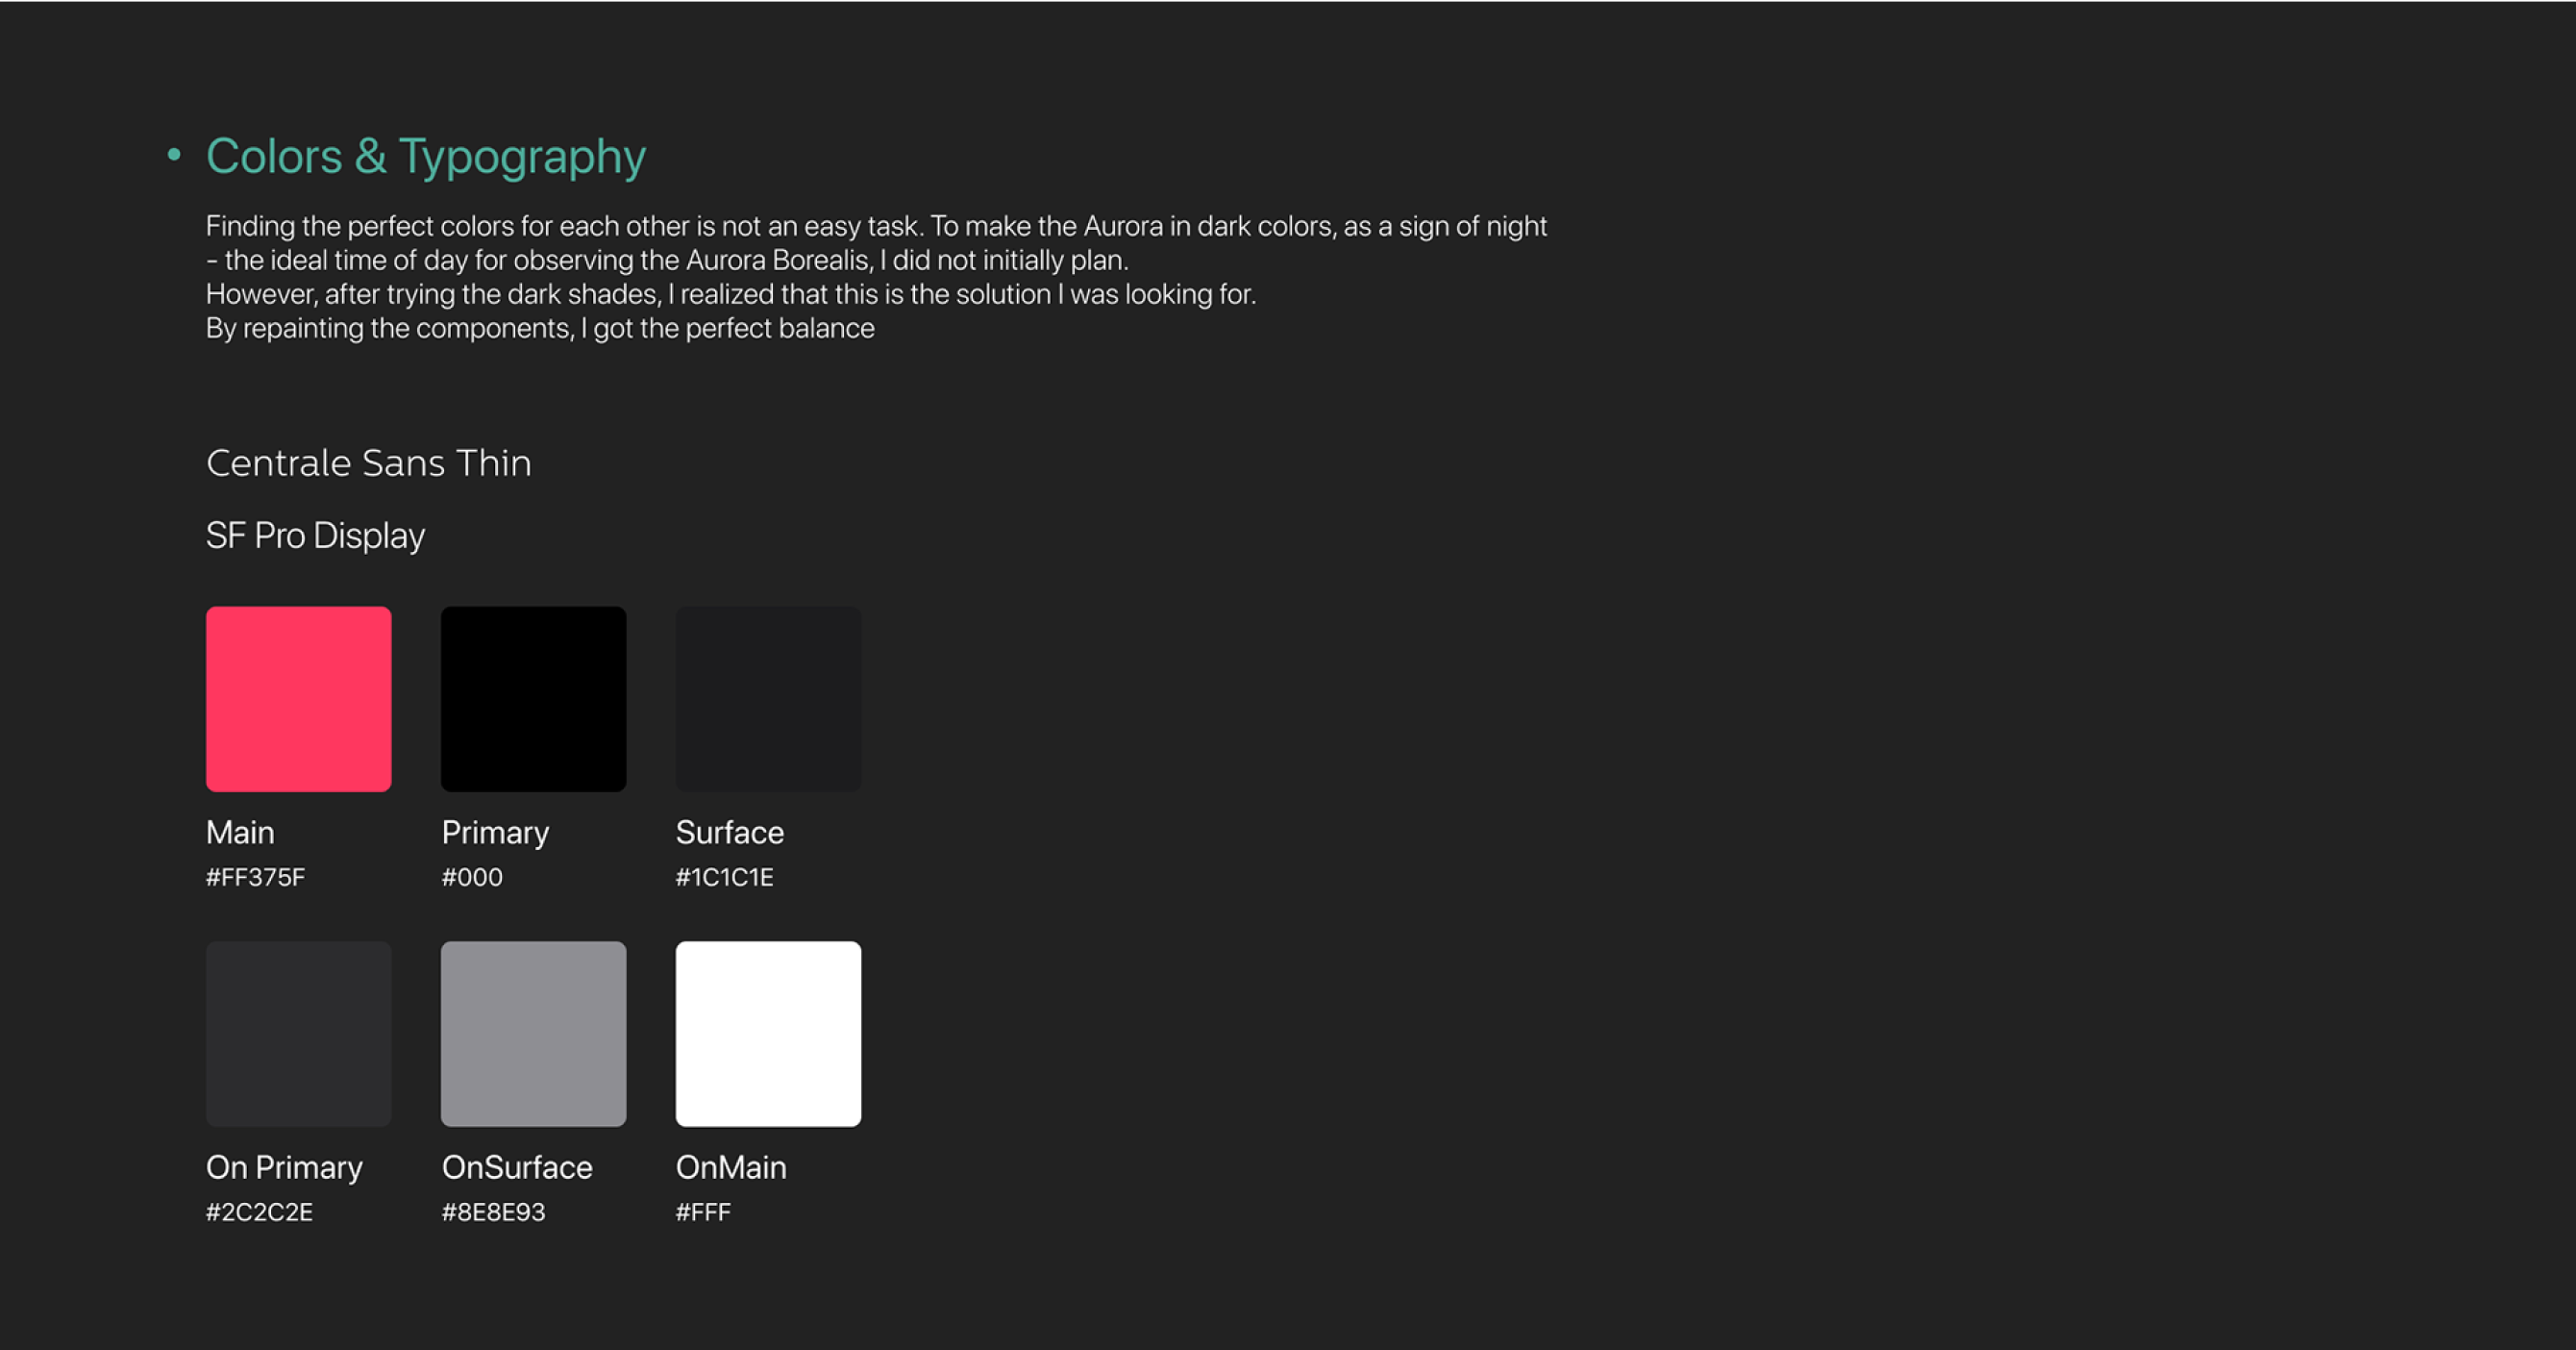 • Colors & Typography
Finding the perfect colors for each other is not an easy task. To make the Aurora in dark colors, as a sign of night
- the ideal time of day for observing the Aurora Borealis, I did not initially plan.
However, after trying the dark shades, I realized that this is the solution I was looking for.
By repainting the components, I got the perfect balance
Centrale Sans Thin
SF Pro Display
Main
#FF375F
Primary
#000
Surface
#1C1C1E
On Primary
#2C2C2E
OnSurface
#8E8E93
OnMain
#FFF